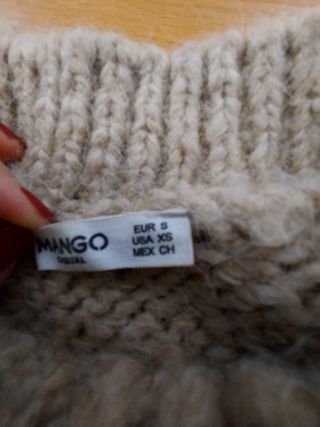 MANGO
CASUAL
EUR S
USA XS
MEX CH